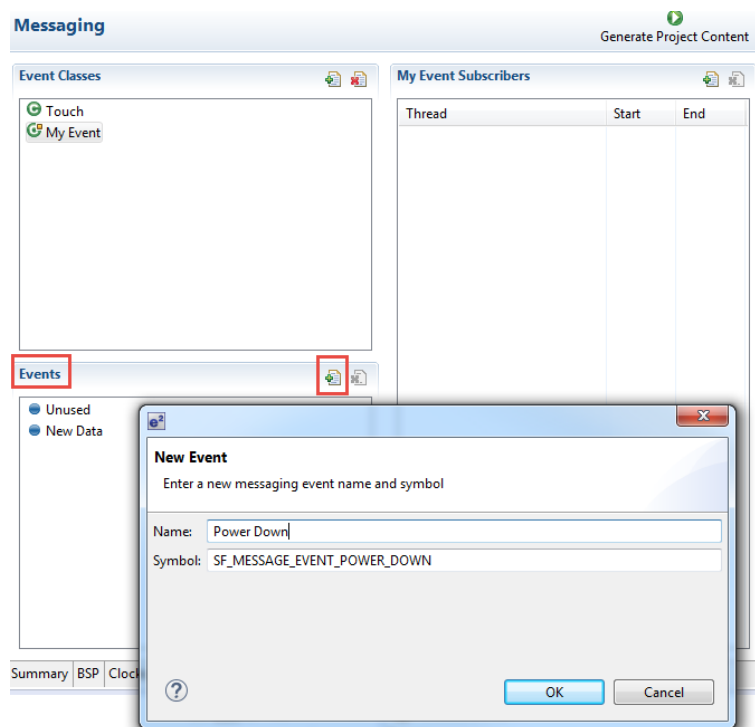 Messaging
Generate Project Content
Event Classes
Touch
My Event
My Event Subscribers
Thread Start End
Events
Unused
New Data
e²
New Event
Enter a new messaging event name and symbol
Name: Power Down
Symbol: SF_MESSAGE_EVENT_POWER_DOWN
?
OK Cancel
Summary BSP